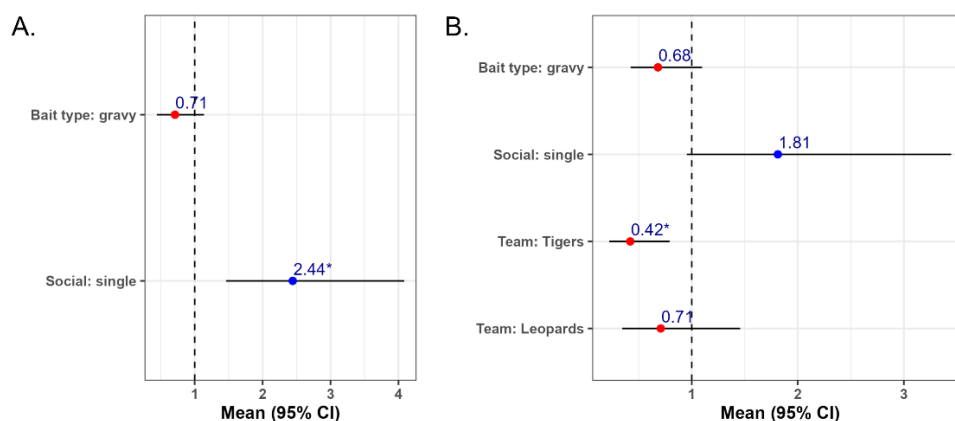 A.
Bait type: gravy
0.71
Social: single
2.44*
1 2 3 4
Mean (95% CI)
B.
Bait type: gravy
0.68
Social: single
1.81
Team: Tigers
0.42*
Team: Leopards
0.71
1 2 3
Mean (95% CI)